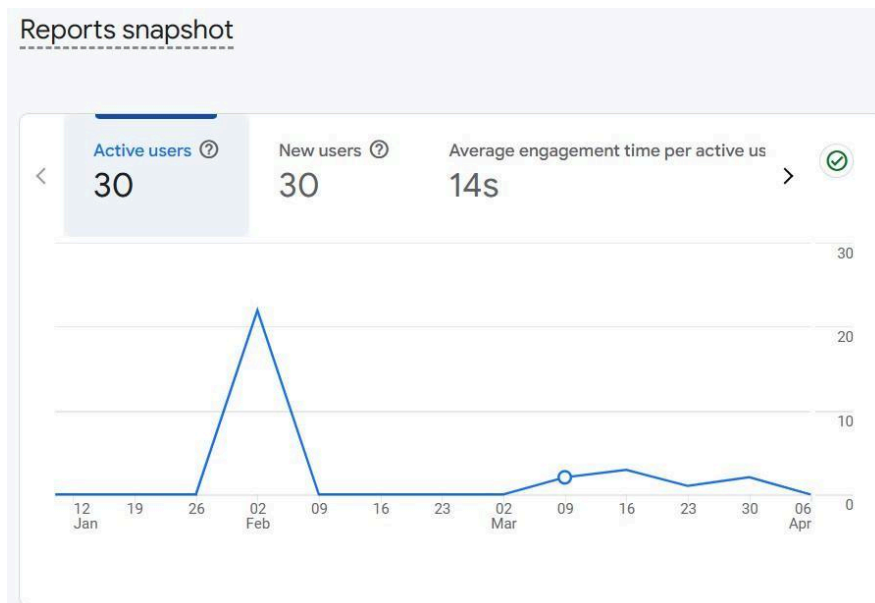 Reports snapshot
Active users
30
New users
30
Average engagement time per active us
14s
30
20
10
0
12 19 26 02 09 16 23 02 09 16 23 30 06
Jan Feb Mar Apr